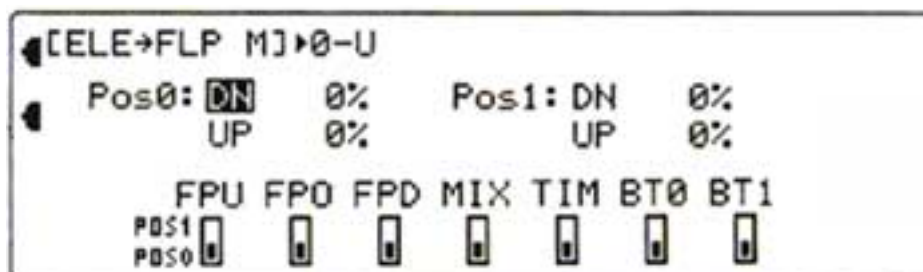 [ELE→FLP M]▸0-U
Pos0: DN 0% Pos1: DN 0%
UP 0% UP 0%
FPU FPO FPD MIX TIM BT0 BT1
POS1
POS0